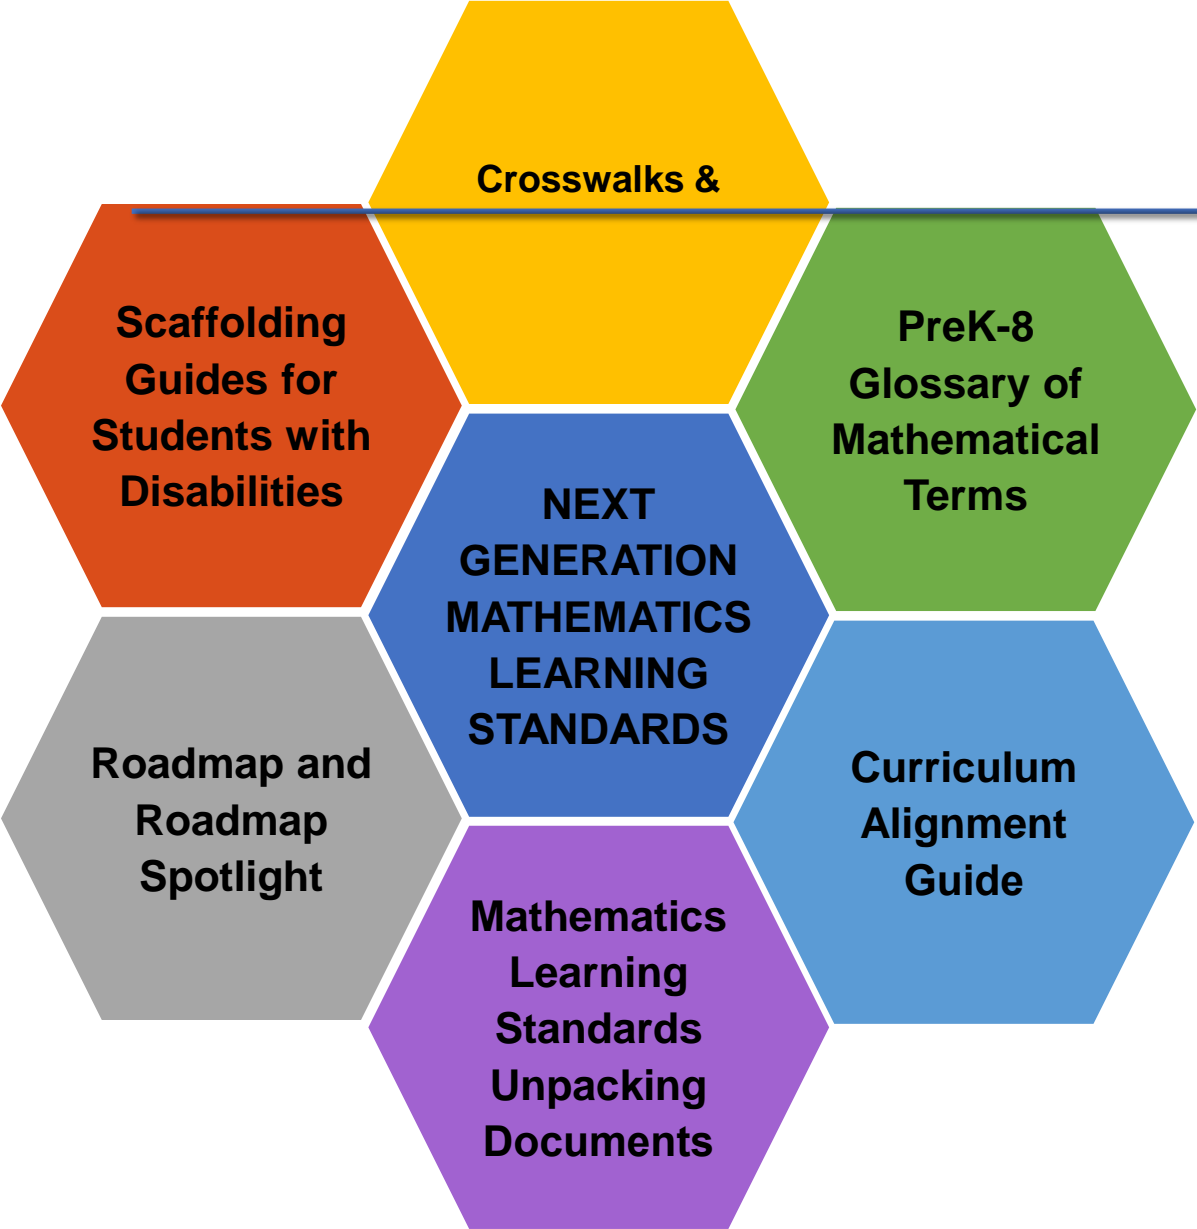 Crosswalks &
Scaffolding
Guides for
Students with
Disabilities
PreK-8
Glossary of
Mathematical
Terms
NEXT
GENERATION
MATHEMATICS
LEARNING
STANDARDS
Roadmap and
Roadmap
Spotlight
Curriculum
Alignment
Guide
Mathematics
Learning
Standards
Unpacking
Documents